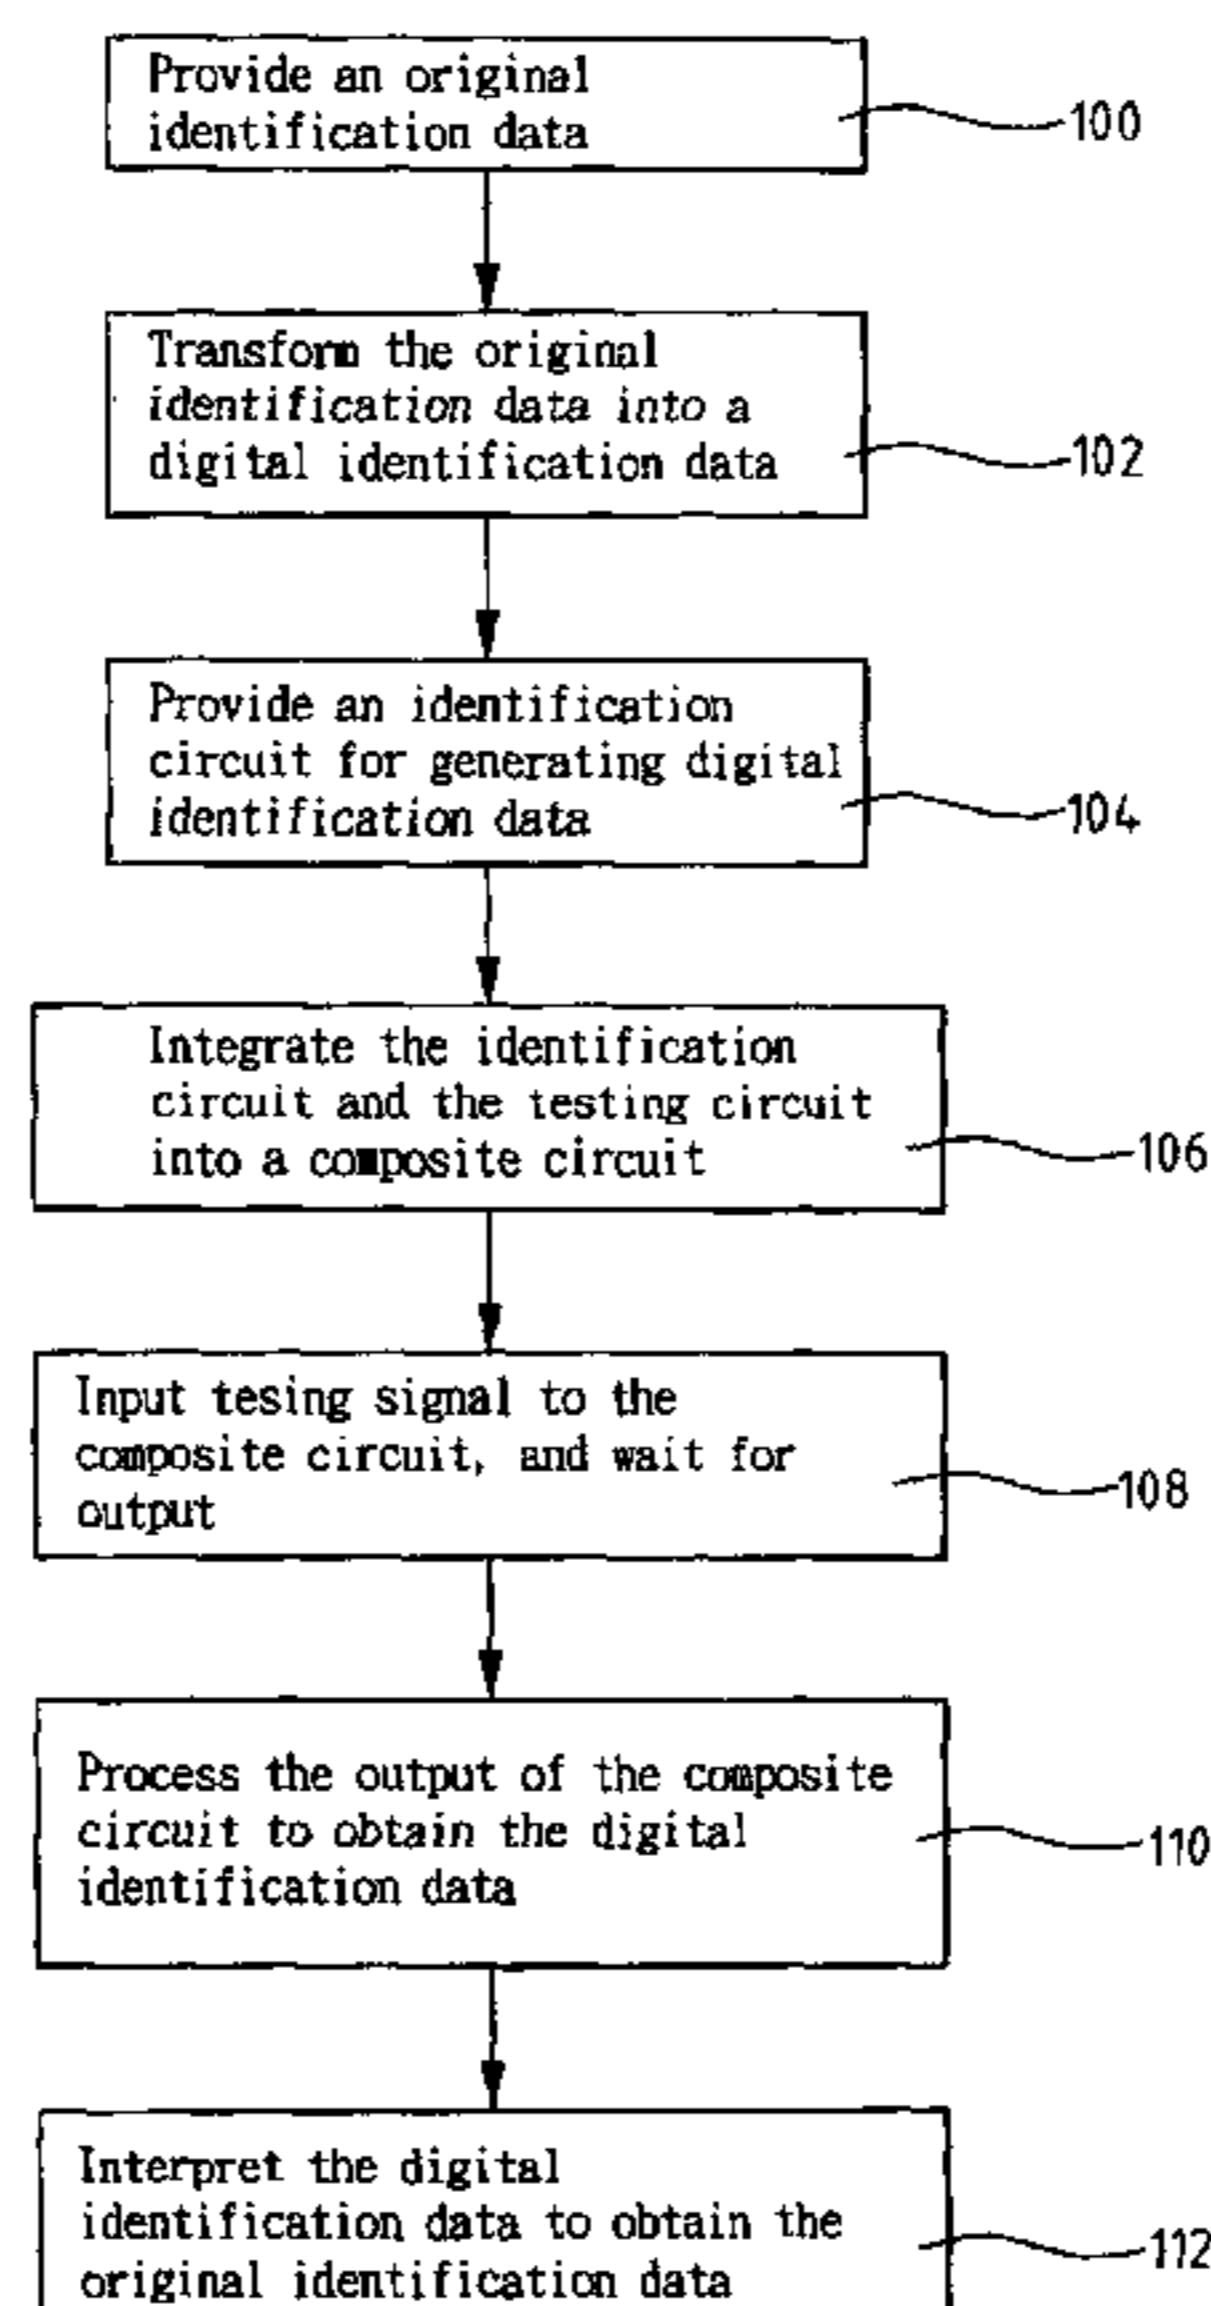 Provide an original
identification data
100
Transform the original
identification data into a
digital identification data
102
Provide an identification
circuit for generating digital
identification data
104
Integrate the identification
circuit and the testing circuit
into a composite circuit
106
Input tesing signal to the
composite circuit, and wait for
output
108
Process the output of the composite
circuit to obtain the digital
identification data
110
Interpret the digital
identification data to obtain the
original identification data
112